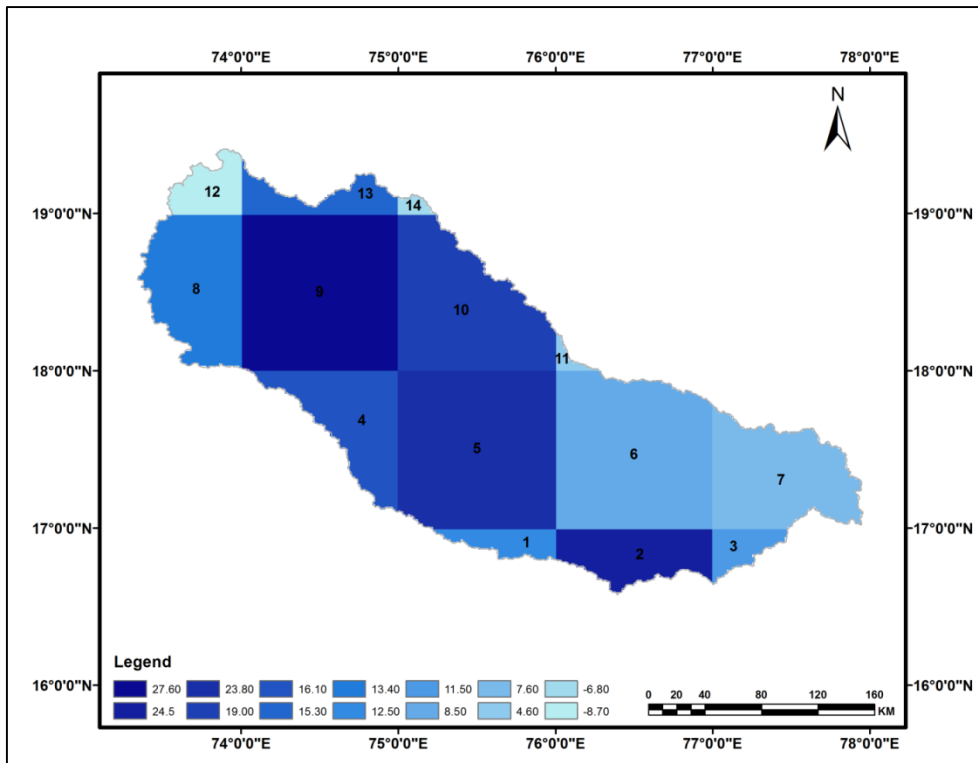 74°0'0"E 75°0'0"E 76°0'0"E 77°0'0"E 78°0'0"E
N
12
13
14
19°0'0"N 19°0'0"N
8
9
10
11
18°0'0"N 18°0'0"N
4
5
6
7
17°0'0"N 17°0'0"N
1
2
3
Legend
16°0'0"N 16°0'0"N
27.60 23.80 16.10 13.40 11.50 7.60 -6.80
24.5 19.00 15.30 12.50 8.50 4.60 -8.70
0 10 20 40 80 120 160
KM
74°0'0"E 75°0'0"E 76°0'0"E 77°0'0"E 78°0'0"E